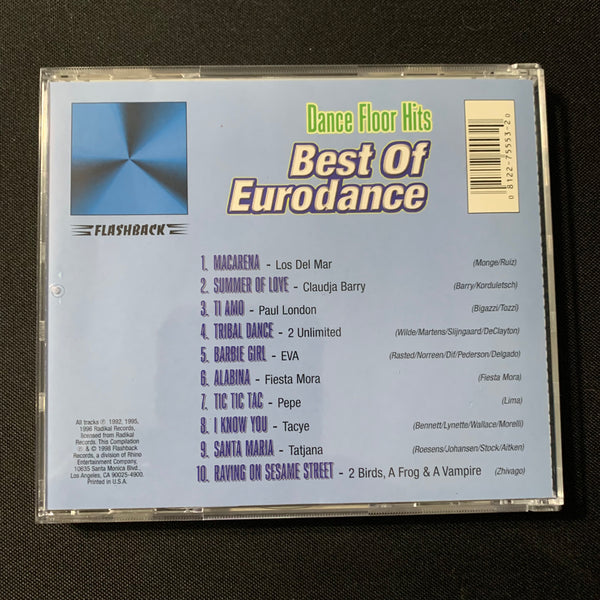 Dance Floor Hits
Best Of
Eurodance
FLASHBACK
0 8122-75553-2 0
1. MACARENA - Los Del Mar (Monge/Ruiz)
2. SUMMER OF LOVE - Claudja Barry (Barry/Korduletsch)
3. TI AMO - Paul London (Bigazzi/Tozzi)
4. TRIBAL DANCE - 2 Unlimited (Wilde/Martens/Slijngaard/DeClayton)
5. BARBIE GIRL - EVA (Rasted/Norreen/Dif/Pederson/Delgado)
6. ALABINA - Fiesta Mora (Fiesta Mora)
7. TIC TIC TAC - Pepe (Lima)
8. I KNOW YOU - Tacye (Bennett/Lynette/Wallace/Morelli)
9. SANTA MARIA - Tatjana (Roesens/Johansen/Stock/Aitken)
10. RAVING ON SESAME STREET - 2 Birds, A Frog & A Vampire (Zhivago)
All tracks ℗ 1992, 1995,
1996 Radikal Records,
licensed from Radikal
Records. This Compilation
℗ & © 1998 Flashback
Records, a division of Rhino
Entertainment Company,
10635 Santa Monica Blvd.,
Los Angeles, CA 90025-4900.
Printed in U.S.A.